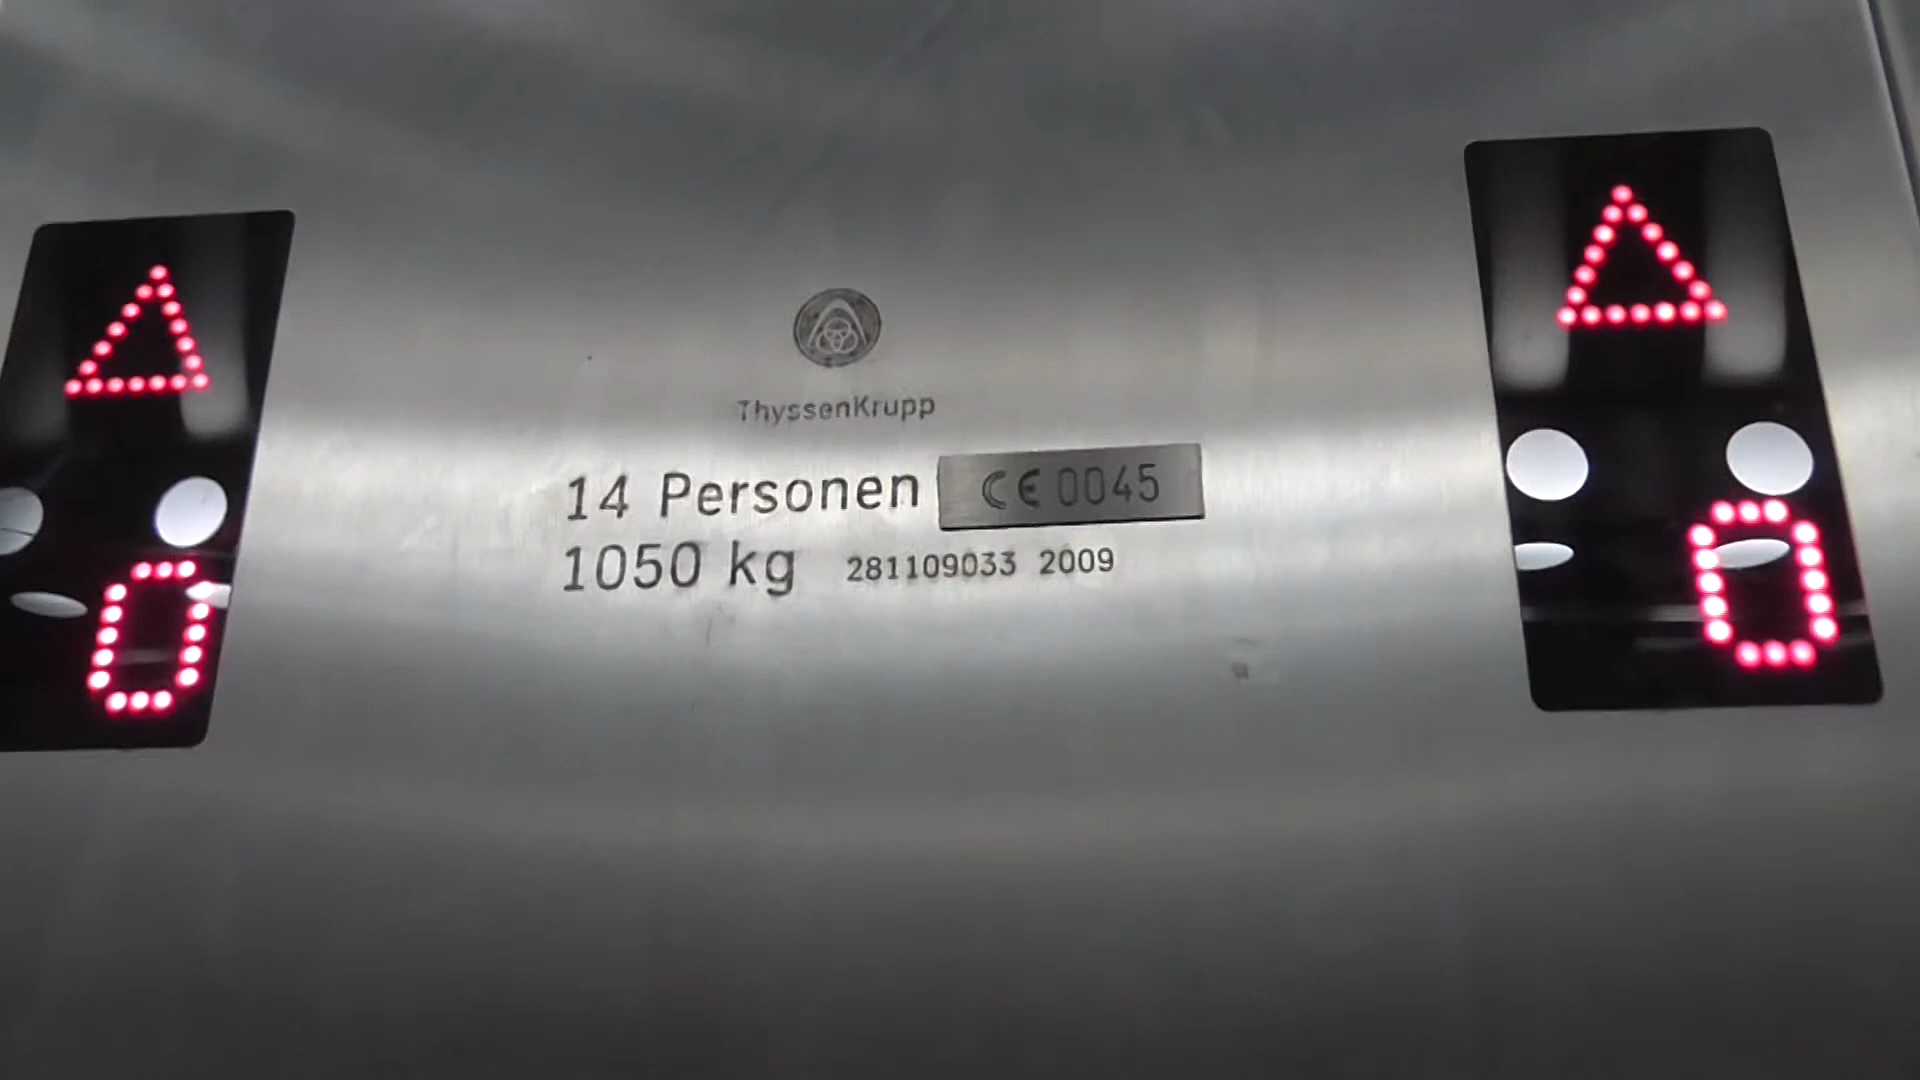 ThyssenKrupp
14 Personen CE 0045
1050 kg 281109033 2009
0
0